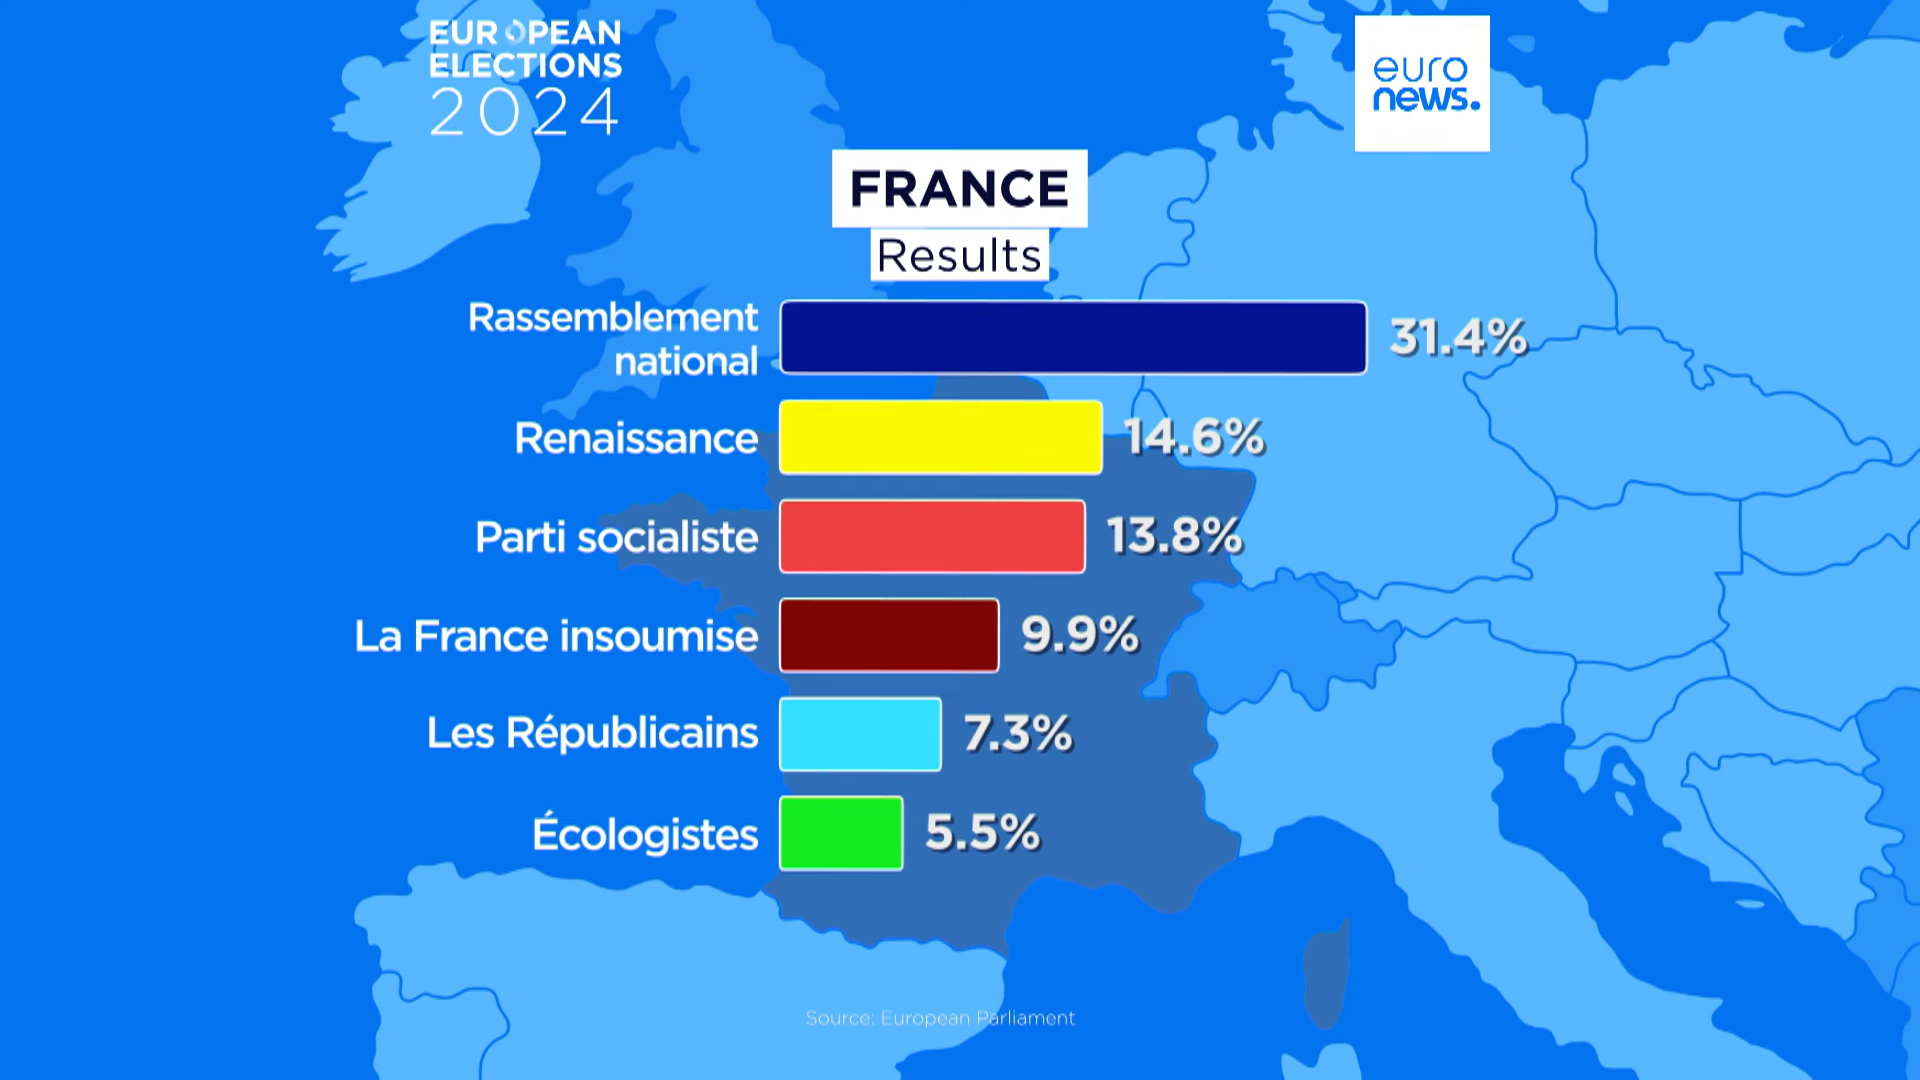 EUROPEAN
ELECTIONS
2024
euro
news.
FRANCE
Results
Rassemblement
national
31.4%
Renaissance
14.6%
Parti socialiste
13.8%
La France insoumise
9.9%
Les Républicains
7.3%
Écologistes
5.5%
Source: European Parliament